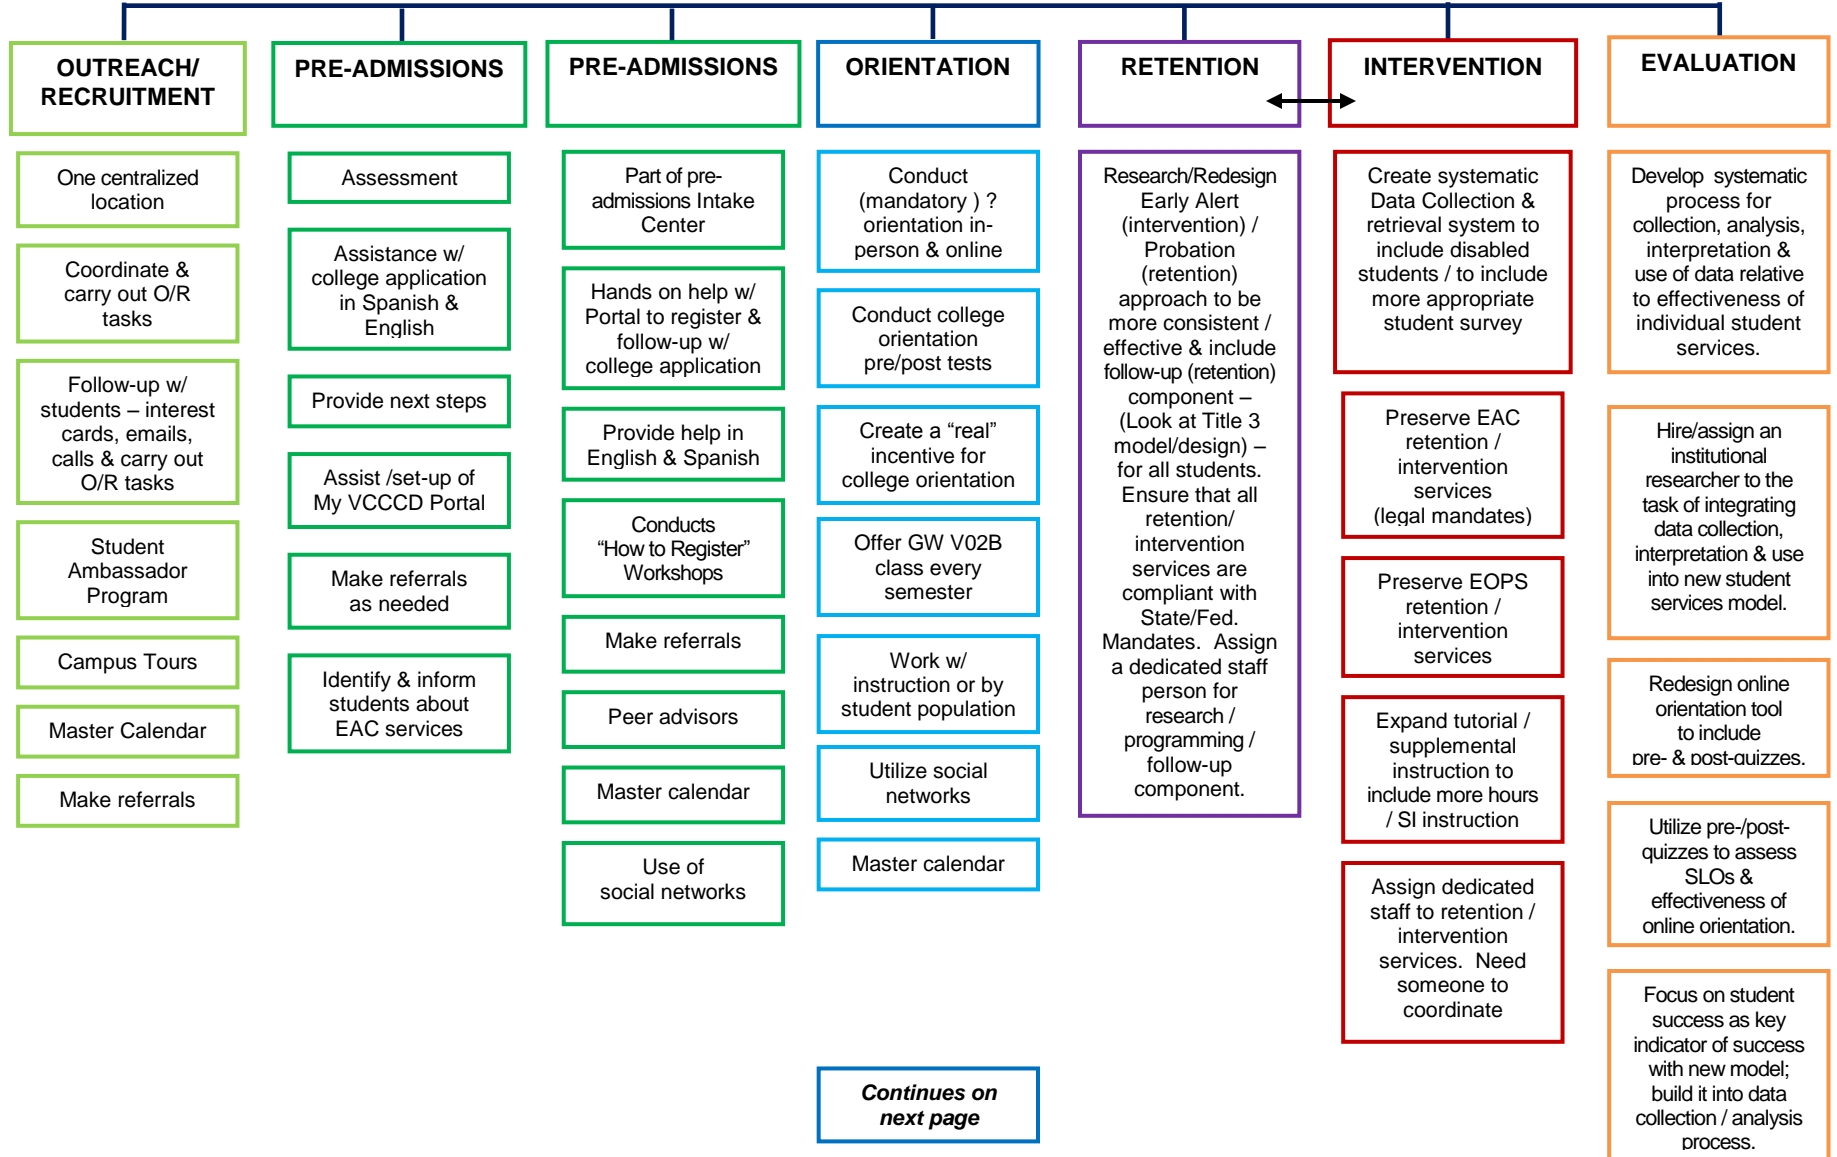 OUTREACH/
RECRUITMENT
One centralized
location
Coordinate &
carry out O/R
tasks
Follow-up w/
students – interest
cards, emails,
calls & carry out
O/R tasks
Student
Ambassador
Program
Campus Tours
Master Calendar
Make referrals
PRE-ADMISSIONS
Assessment
Assistance w/
college application
in Spanish &
English
Provide next steps
Assist /set-up of
My VCCCD Portal
Make referrals
as needed
Identify & inform
students about
EAC services
PRE-ADMISSIONS
Part of pre-
admissions Intake
Center
Hands on help w/
Portal to register &
follow-up w/
college application
Provide help in
English & Spanish
Conducts
“How to Register”
Workshops
Make referrals
Peer advisors
Master calendar
Use of
social networks
ORIENTATION
Conduct
(mandatory ) ?
orientation in-
person & online
Conduct college
orientation
pre/post tests
Create a “real”
incentive for
college orientation
Offer GW V02B
class every
semester
Work w/
instruction or by
student population
Utilize social
networks
Master calendar
Continues on
next page
RETENTION
Research/Redesign
Early Alert
(intervention) /
Probation
(retention)
approach to be
more consistent /
effective & include
follow-up (retention)
component –
(Look at Title 3
model/design) –
for all students.
Ensure that all
retention/
intervention
services are
compliant with
State/Fed.
Mandates.  Assign
a dedicated staff
person for
research /
programming /
follow-up
component.
INTERVENTION
Create systematic
Data Collection &
retrieval system to
include disabled
students / to include
more appropriate
student survey
Preserve EAC
retention /
intervention
services
(legal mandates)
Preserve EOPS
retention /
intervention
services
Expand tutorial /
supplemental
instruction to
include more hours
/ SI instruction
Assign dedicated
staff to retention /
intervention
services.  Need
someone to
coordinate
EVALUATION
Develop  systematic
process for
collection, analysis,
interpretation &
use of data relative
to effectiveness of
individual student
services.
Hire/assign an
institutional
researcher to the
task of integrating
data collection,
interpretation & use
into new student
services model.
Redesign online
orientation tool
to include
pre- & post-quizzes.
Utilize pre-/post-
quizzes to assess
SLOs &
effectiveness of
online orientation.
Focus on student
success as key
indicator of success
with new model;
build it into data
collection / analysis
process.